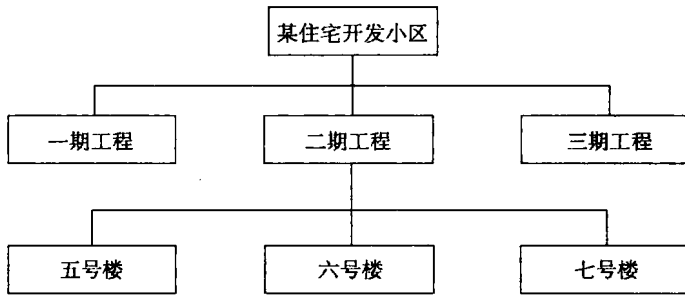 某住宅开发小区
一期工程
二期工程
三期工程
五号楼
六号楼
七号楼